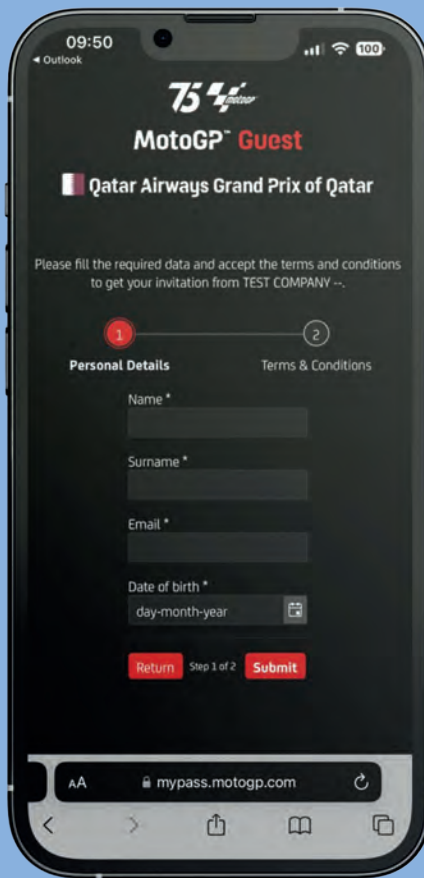 09:50
◀ Outlook
100
75 MotoGP
MotoGP™ Guest
Qatar Airways Grand Prix of Qatar
Please fill the required data and accept the terms and conditions
to get your invitation from TEST COMPANY --.
1
2
Personal Details
Terms & Conditions
Name *
Surname *
Email *
Date of birth *
day-month-year
Return
Step 1 of 2
Submit
AA
mypass.motogp.com